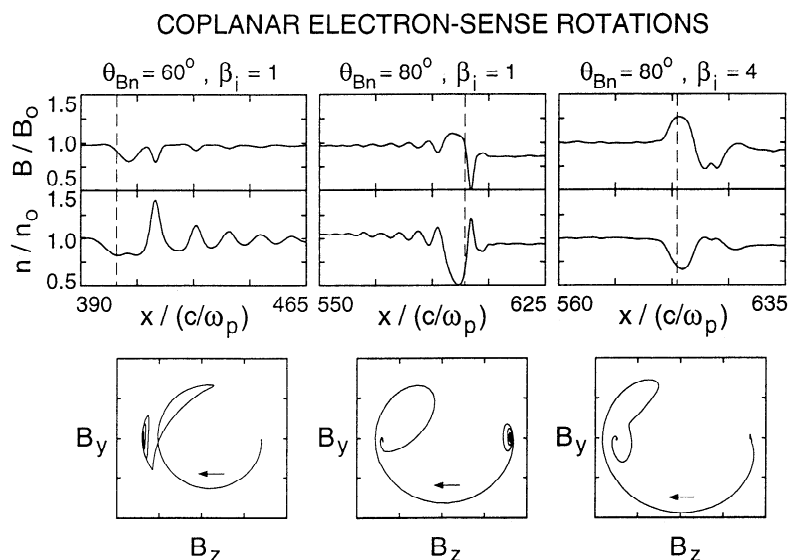 COPLANAR ELECTRON-SENSE ROTATIONS
θBn = 60° , βi = 1
θBn = 80° , βi = 1
θBn = 80° , βi = 4
B / Bo
1.5
1.0
0.5
n / no
1.5
1.0
0.5
390
x / (c/ωp)
465
550
x / (c/ωp)
625
560
x / (c/ωp)
635
By
Bz
By
Bz
By
Bz